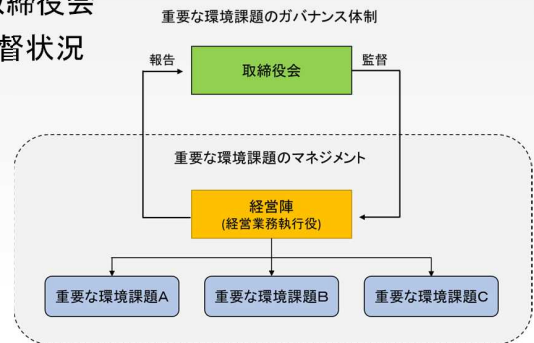 取締役会
督状況
重要な環境課題のガバナンス体制
報告
取締役会
監督
重要な環境課題のマネジメント
経営陣
(経営業務執行役)
重要な環境課題A
重要な環境課題B
重要な環境課題C